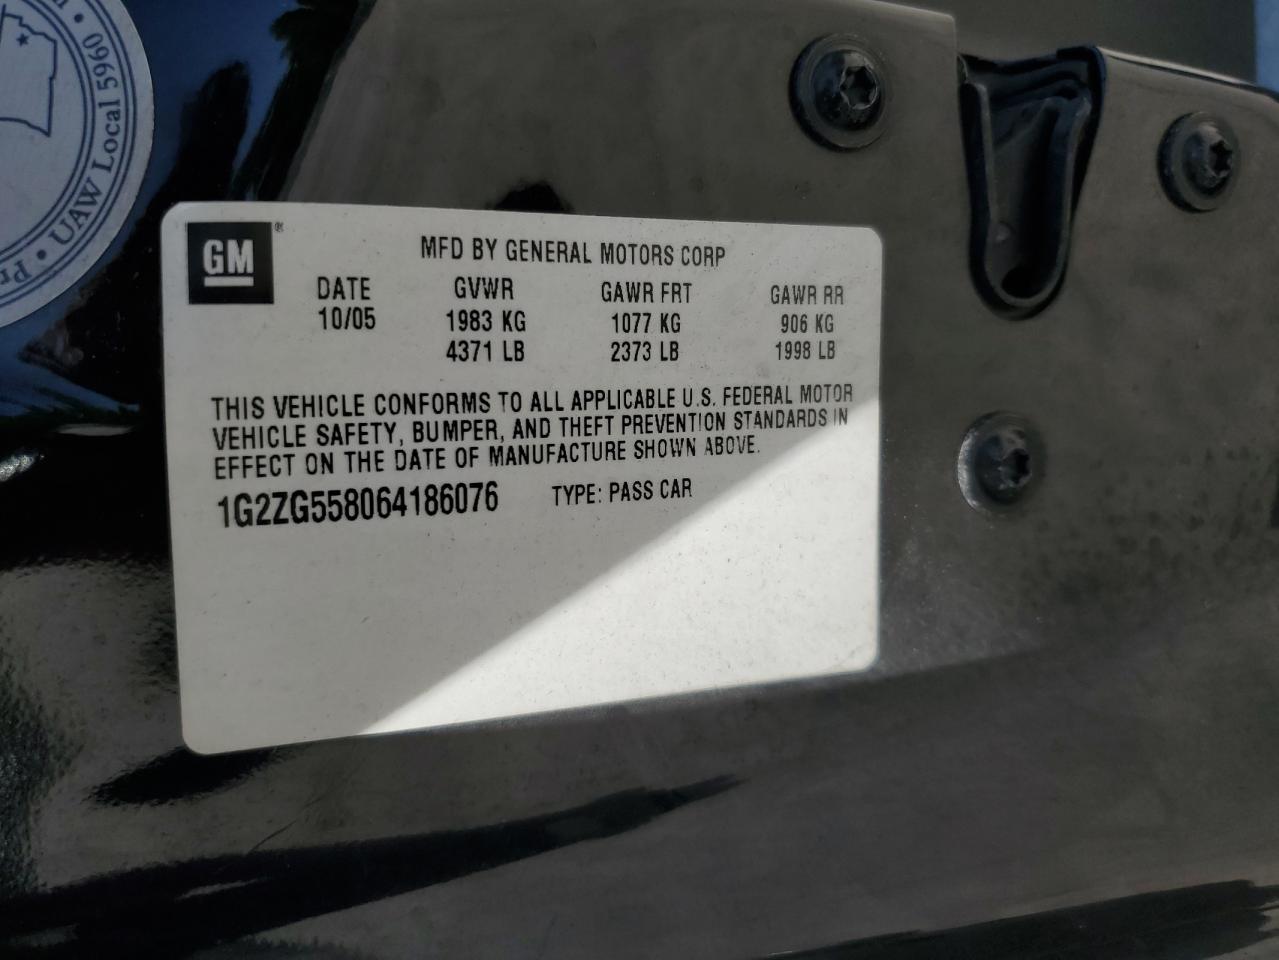 UAW Local 5960
GM
MFD BY GENERAL MOTORS CORP
DATE GVWR GAWR FRT GAWR RR
10/05 1983 KG 1077 KG 906 KG
4371 LB 2373 LB 1998 LB
THIS VEHICLE CONFORMS TO ALL APPLICABLE U.S. FEDERAL MOTOR
VEHICLE SAFETY, BUMPER, AND THEFT PREVENTION STANDARDS IN
EFFECT ON THE DATE OF MANUFACTURE SHOWN ABOVE.
1G2ZG558064186076 TYPE: PASS CAR